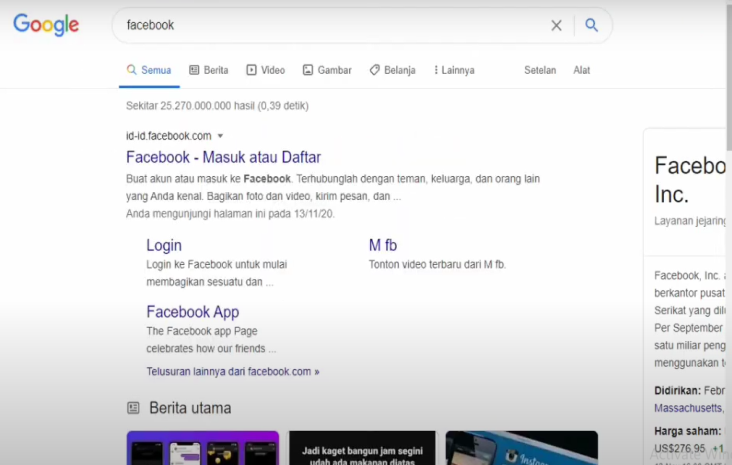 Google
facebook
Semua Berita Video Gambar Belanja Lainnya Setelan Alat
Sekitar 25.270.000.000 hasil (0,39 detik)
id-id.facebook.com
Facebook - Masuk atau Daftar
Buat akun atau masuk ke Facebook. Terhubunglah dengan teman, keluarga, dan orang lain
yang Anda kenal. Bagikan foto dan video, kirim pesan, dan ...
Anda mengunjungi halaman ini pada 13/11/20.
Login
Login ke Facebook untuk mulai
membagikan sesuatu dan ...
M fb
Tonton video terbaru dari M fb.
Facebook App
The Facebook app Page
celebrates how our friends ...
Telusuran lainnya dari facebook.com »
Berita utama
Jadi kaget bangun jam segini
udah ada makanan diatas
Facebo
Inc.
Layanan jejaring
Facebook, Inc.
berkantor pusat
Serikat yang
Per September
satu miliar
menggunakan
Didirikan:
Massachusetts,
Harga saham:
US$276,95
Activate